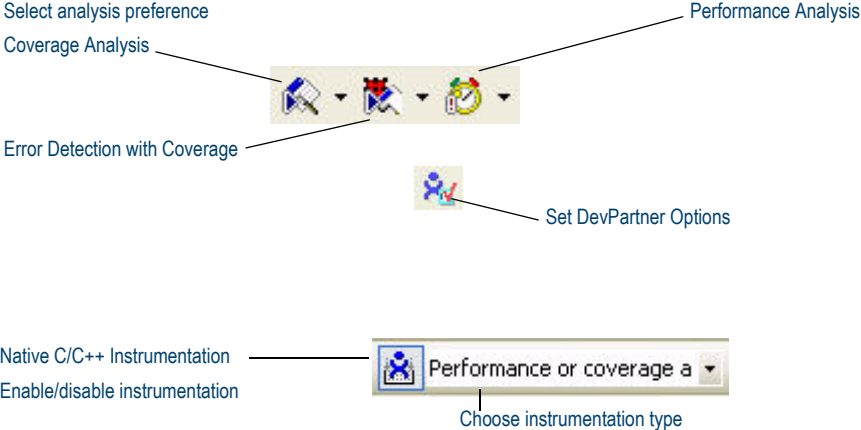 Select analysis preference
Performance Analysis
Coverage Analysis
Error Detection with Coverage
Set DevPartner Options
Native C/C++ Instrumentation
Performance or coverage a
Enable/disable instrumentation
Choose instrumentation type